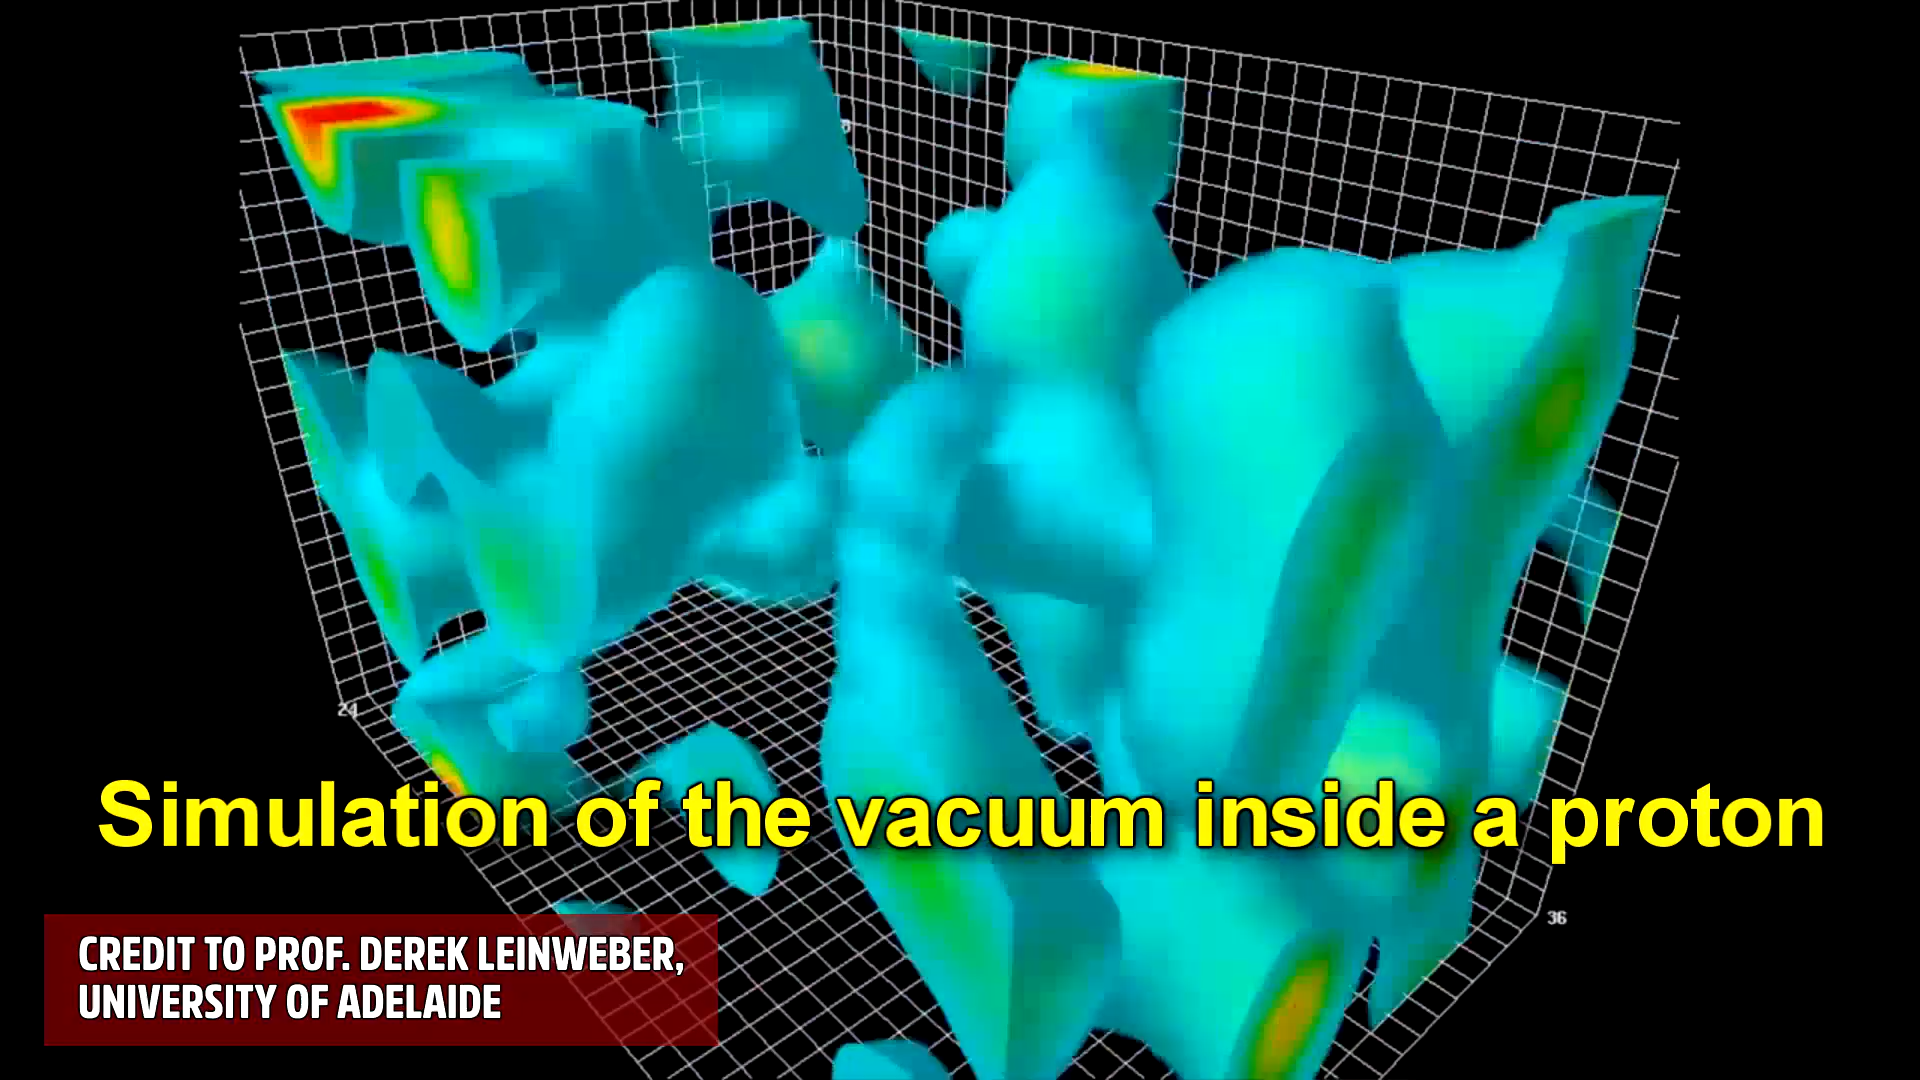 24
Simulation of the vacuum inside a proton
36
CREDIT TO PROF. DEREK LEINWEBER,
UNIVERSITY OF ADELAIDE